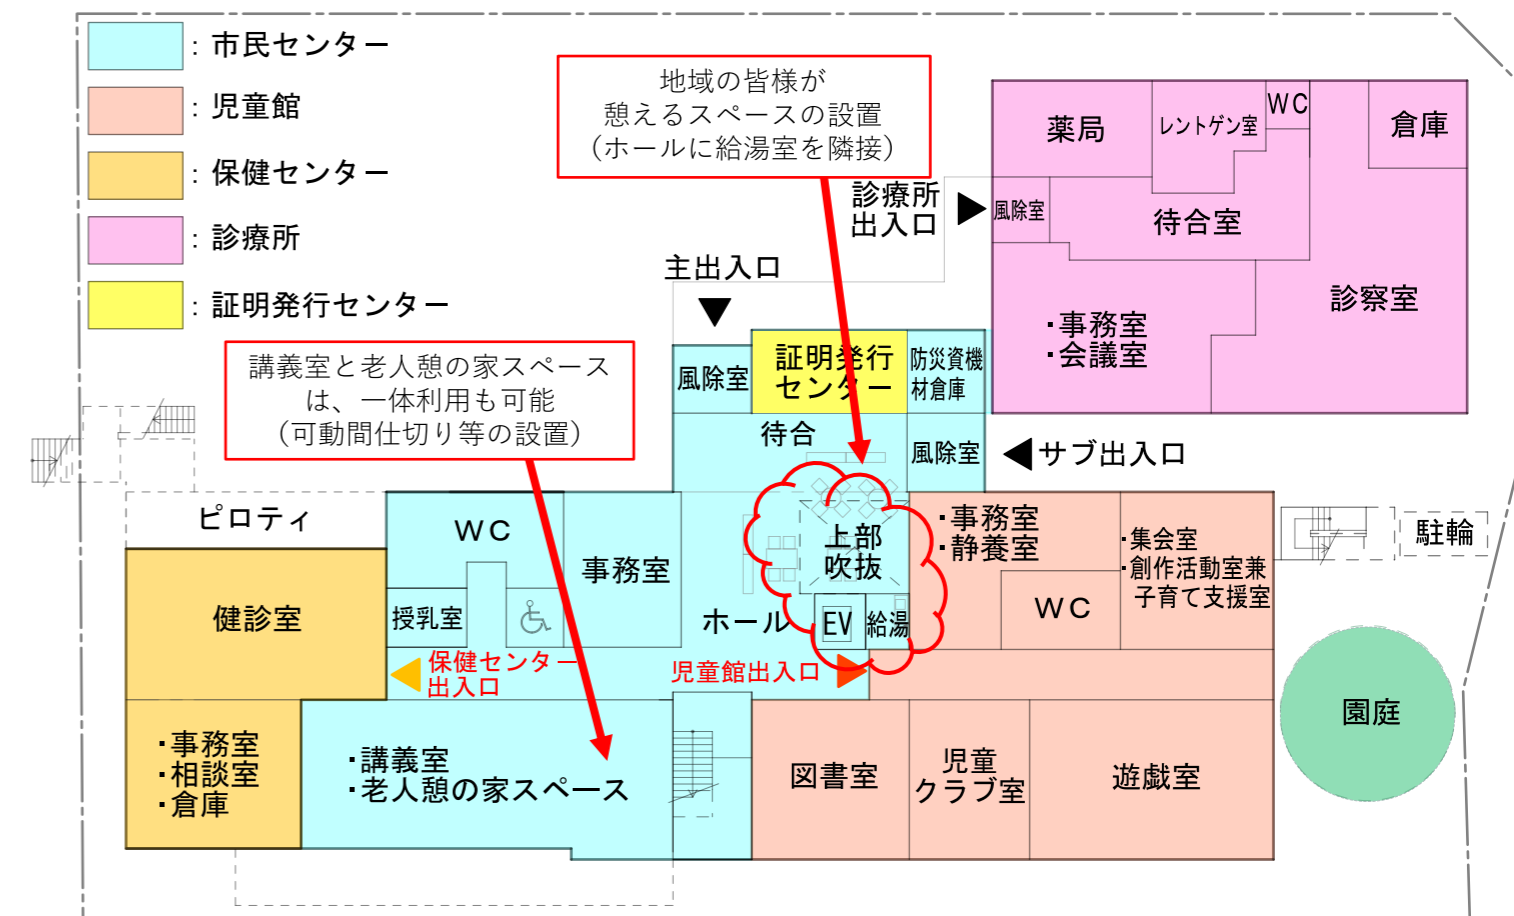 ：市民センター
：児童館
：保健センター
：診療所
：証明発行センター
地域の皆様が
憩えるスペースの設置
（ホールに給湯室を隣接）
講義室と老人憩の家スペース
は、一体利用も可能
（可動間仕切り等の設置）
薬局
レントゲン室
WC
倉庫
診療所
出入口
風除室
待合室
診察室
・事務室
・会議室
主出入口
風除室
証明発行
センター
防災資機
材倉庫
待合
風除室
サブ出入口
ピロティ
WC
事務室
上部
吹抜
・事務室
・静養室
・集会室
・創作活動室兼
子育て支援室
駐輪
健診室
授乳室
ホール
EV
給湯
WC
保健センター
出入口
児童館出入口
・事務室
・相談室
・倉庫
・講義室
・老人憩の家スペース
図書室
児童
クラブ室
遊戯室
園庭